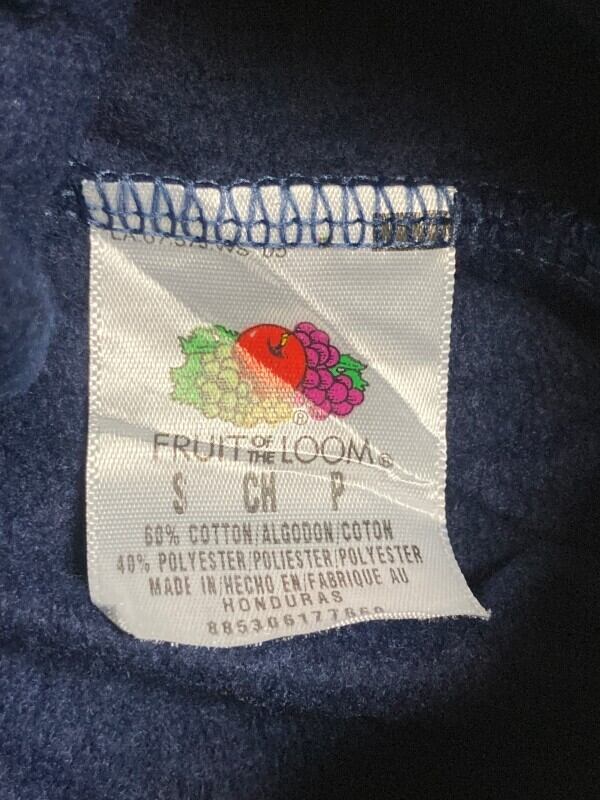 ®
FRUIT OF THE LOOM®
S CH P
60% COTTON/ALGODON/COTON
40% POLYESTER/POLIESTER/POLYESTER
MADE IN/HECHO EN/FABRIQUE AU
HONDURAS